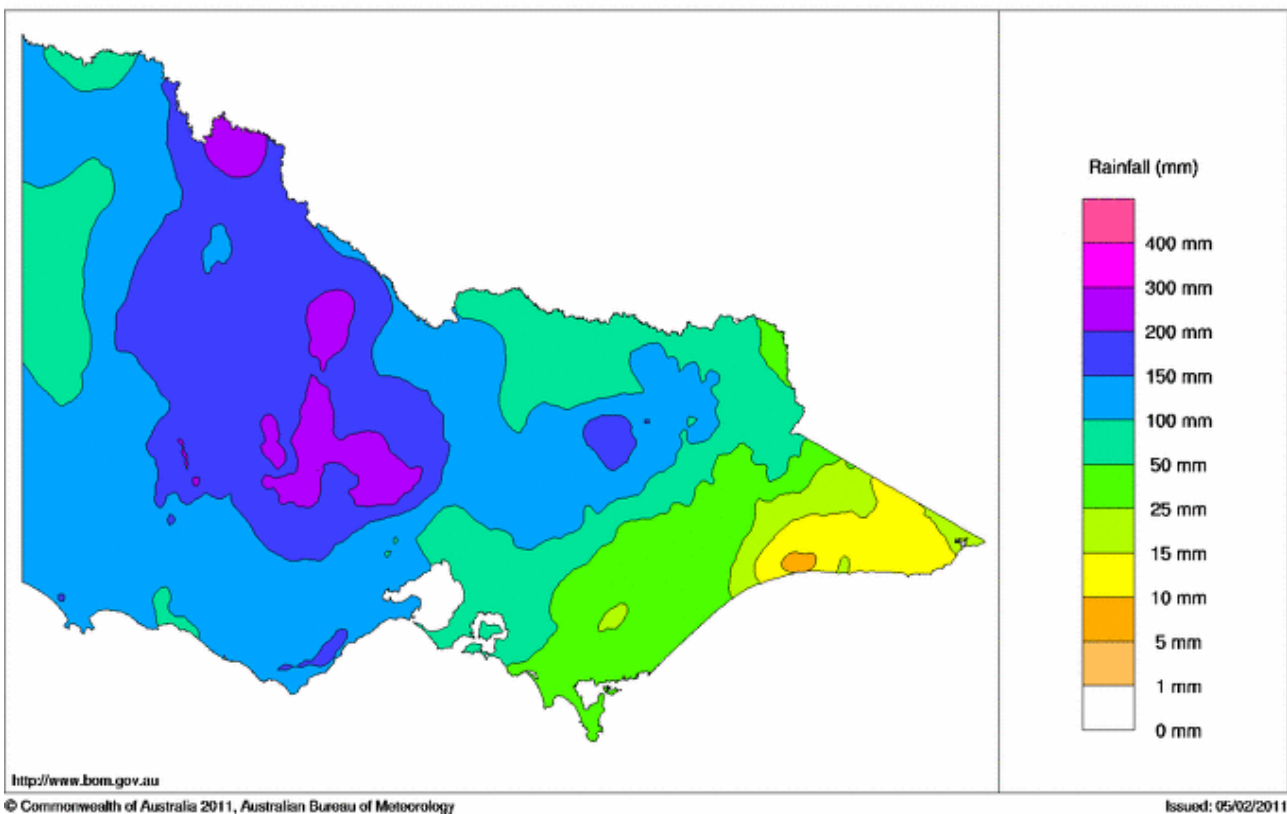 Rainfall (mm)
400 mm
300 mm
200 mm
150 mm
100 mm
50 mm
25 mm
15 mm
10 mm
5 mm
1 mm
0 mm
http://www.bom.gov.au
© Commonwealth of Australia 2011, Australian Bureau of Meteorology
Issued: 05/02/2011